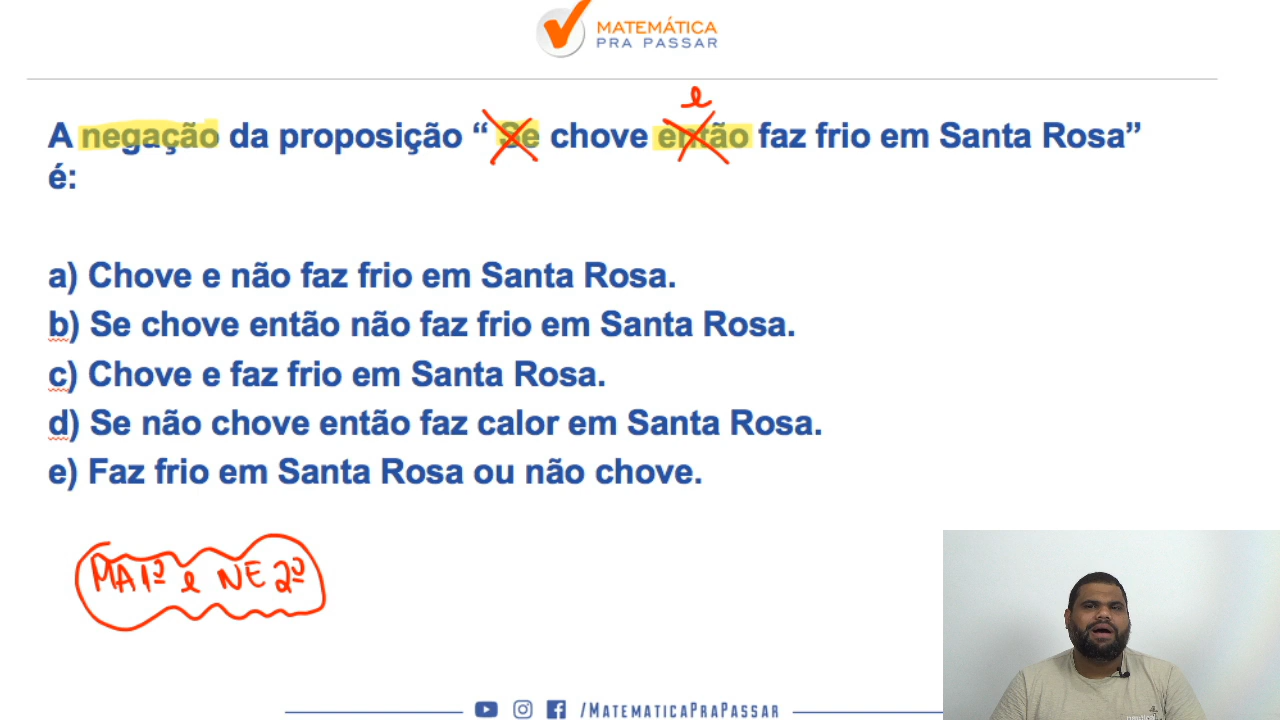 MATEMÁTICA
PRA PASSAR
e
A negação da proposição “ Se chove então faz frio em Santa Rosa”
é:
a) Chove e não faz frio em Santa Rosa.
b) Se chove então não faz frio em Santa Rosa.
c) Chove e faz frio em Santa Rosa.
d) Se não chove então faz calor em Santa Rosa.
e) Faz frio em Santa Rosa ou não chove.
MA 1ª e NE 2ª
/MATEMATICAPRAPASSAR